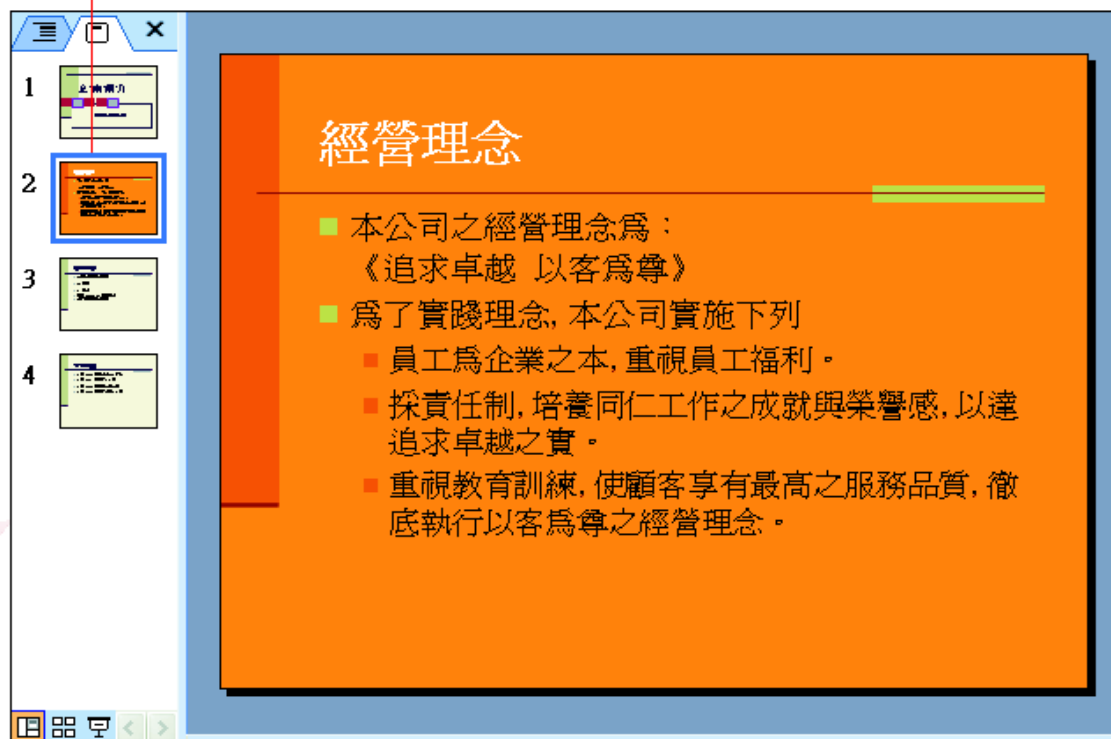 1
2
3
4
經營理念
本公司之經營理念為：
《追求卓越 以客為尊》
為了實踐理念, 本公司實施下列
員工為企業之本, 重視員工福利。
採責任制, 培養同仁工作之成就與榮譽感, 以達
追求卓越之實。
重視教育訓練, 使顧客享有最高之服務品質, 徹
底執行以客為尊之經營理念。